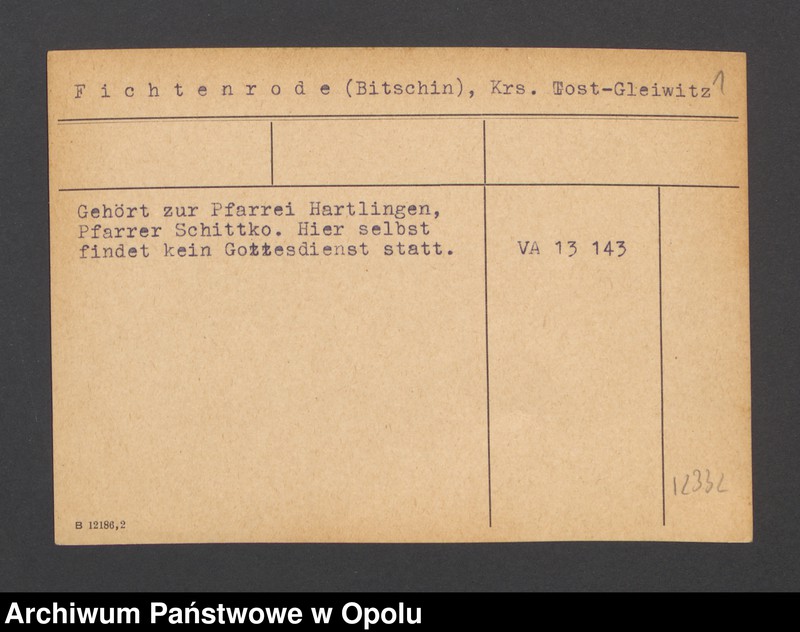 F i c h t e n r o d e (Bitschin), Krs. Tost-Gleiwitz 1
Gehört zur Pfarrei Hartlingen,
Pfarrer Schittko. Hier selbst
findet kein Gottesdienst statt.
VA 13 143
12332
B 12186,2
Archiwum Państwowe w Opolu